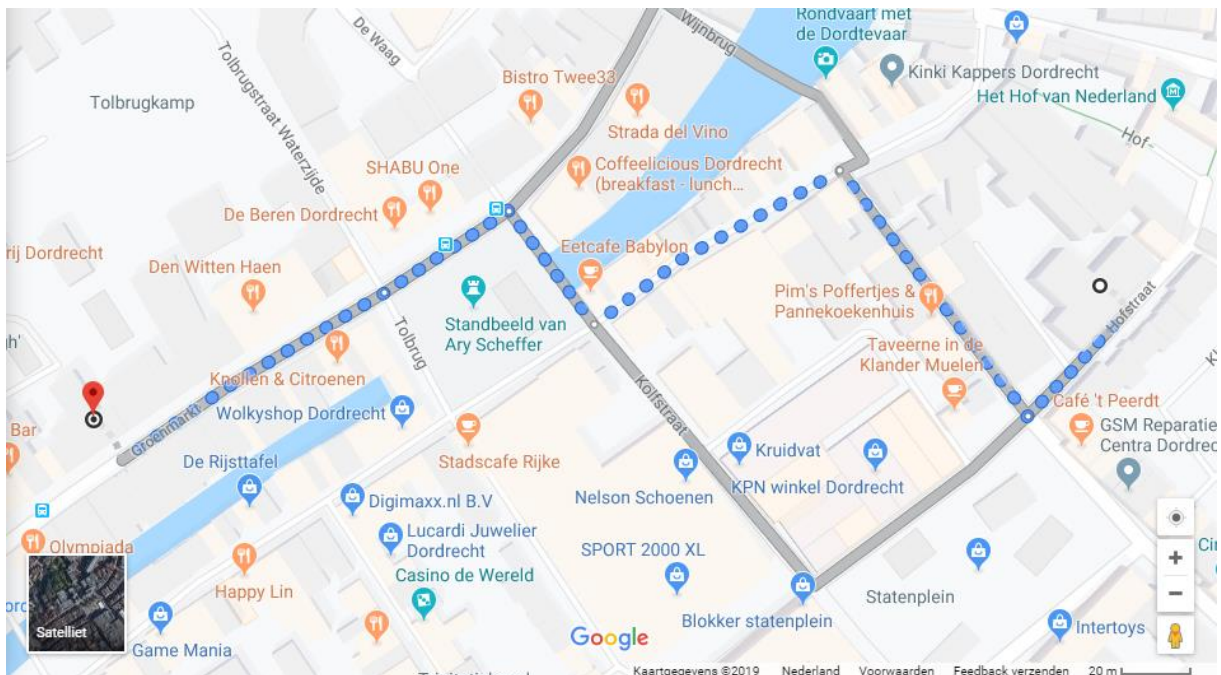 Rondvaart met
de Dordtevaar
Wijnbrug
De Waag
Tolbrugstraat Waterzijde
Kinki Kappers Dordrecht
Bistro Twee33
Het Hof van Nederland
Tolbrugkamp
Strada del Vino
Hof-
SHABU One
Coffeelicious Dordrecht
(breakfast - lunch...
De Beren Dordrecht
rij Dordrecht
Eetcafe Babylon
Den Witten Haen
Pim's Poffertjes &
Pannekoekenhuis
Hofstraat
Standbeeld van
Ary Scheffer
Tolbrug
Taveerne in de
Klander Muelen
gh'
Knollen & Citroenen
Kolfstraat
Café 't Peerdt
Wolkyshop Dordrecht
Groenmarkt
Bar
GSM Reparatie
Centra Dordrec
Kruidvat
De Rijsttafel
Stadscafe Rijke
KPN winkel Dordrecht
Nelson Schoenen
Digimaxx.nl B.V
Lucardi Juwelier
Dordrecht
Olympiada
SPORT 2000 XL
Casino de Wereld
Happy Lin
Statenplein
Satelliet
Blokker statenplein
Intertoys
Game Mania
Google
Kaartgegevens ©2019 Nederland Voorwaarden Feedback verzenden 20 m